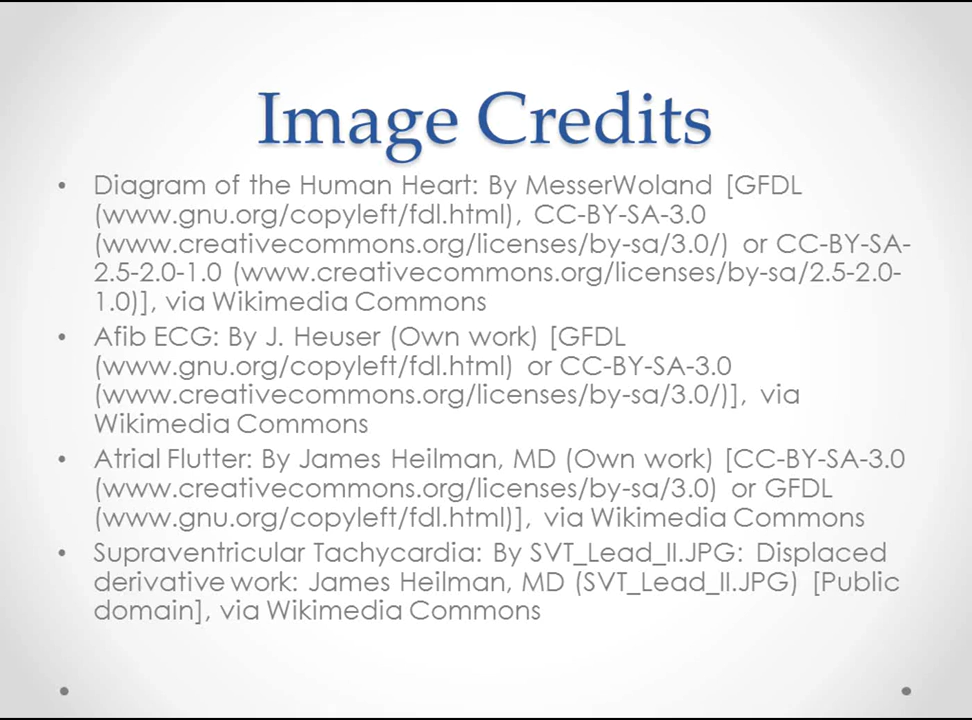 Image Credits
• Diagram of the Human Heart: By MesserWoland [GFDL
(www.gnu.org/copyleft/fdl.html), CC-BY-SA-3.0
(www.creativecommons.org/licenses/by-sa/3.0/) or CC-BY-SA-
2.5-2.0-1.0 (www.creativecommons.org/licenses/by-sa/2.5-2.0-
1.0)], via Wikimedia Commons
• Afib ECG: By J. Heuser (Own work) [GFDL
(www.gnu.org/copyleft/fdl.html) or CC-BY-SA-3.0
(www.creativecommons.org/licenses/by-sa/3.0/)], via
Wikimedia Commons
• Atrial Flutter: By James Heilman, MD (Own work) [CC-BY-SA-3.0
(www.creativecommons.org/licenses/by-sa/3.0) or GFDL
(www.gnu.org/copyleft/fdl.html)], via Wikimedia Commons
• Supraventricular Tachycardia: By SVT_Lead_II.JPG: Displaced
derivative work: James Heilman, MD (SVT_Lead_II.JPG) [Public
domain], via Wikimedia Commons